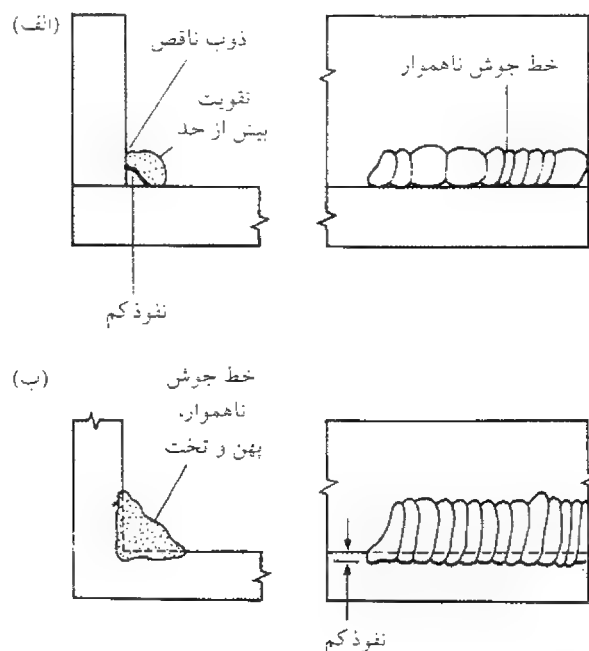 (الف)
ذوب ناقص
تقویت
بیش از حد
نفوذ کم
خط جوش ناهموار
(ب)
خط جوش
ناهموار،
پهن و تخت
نفوذ کم